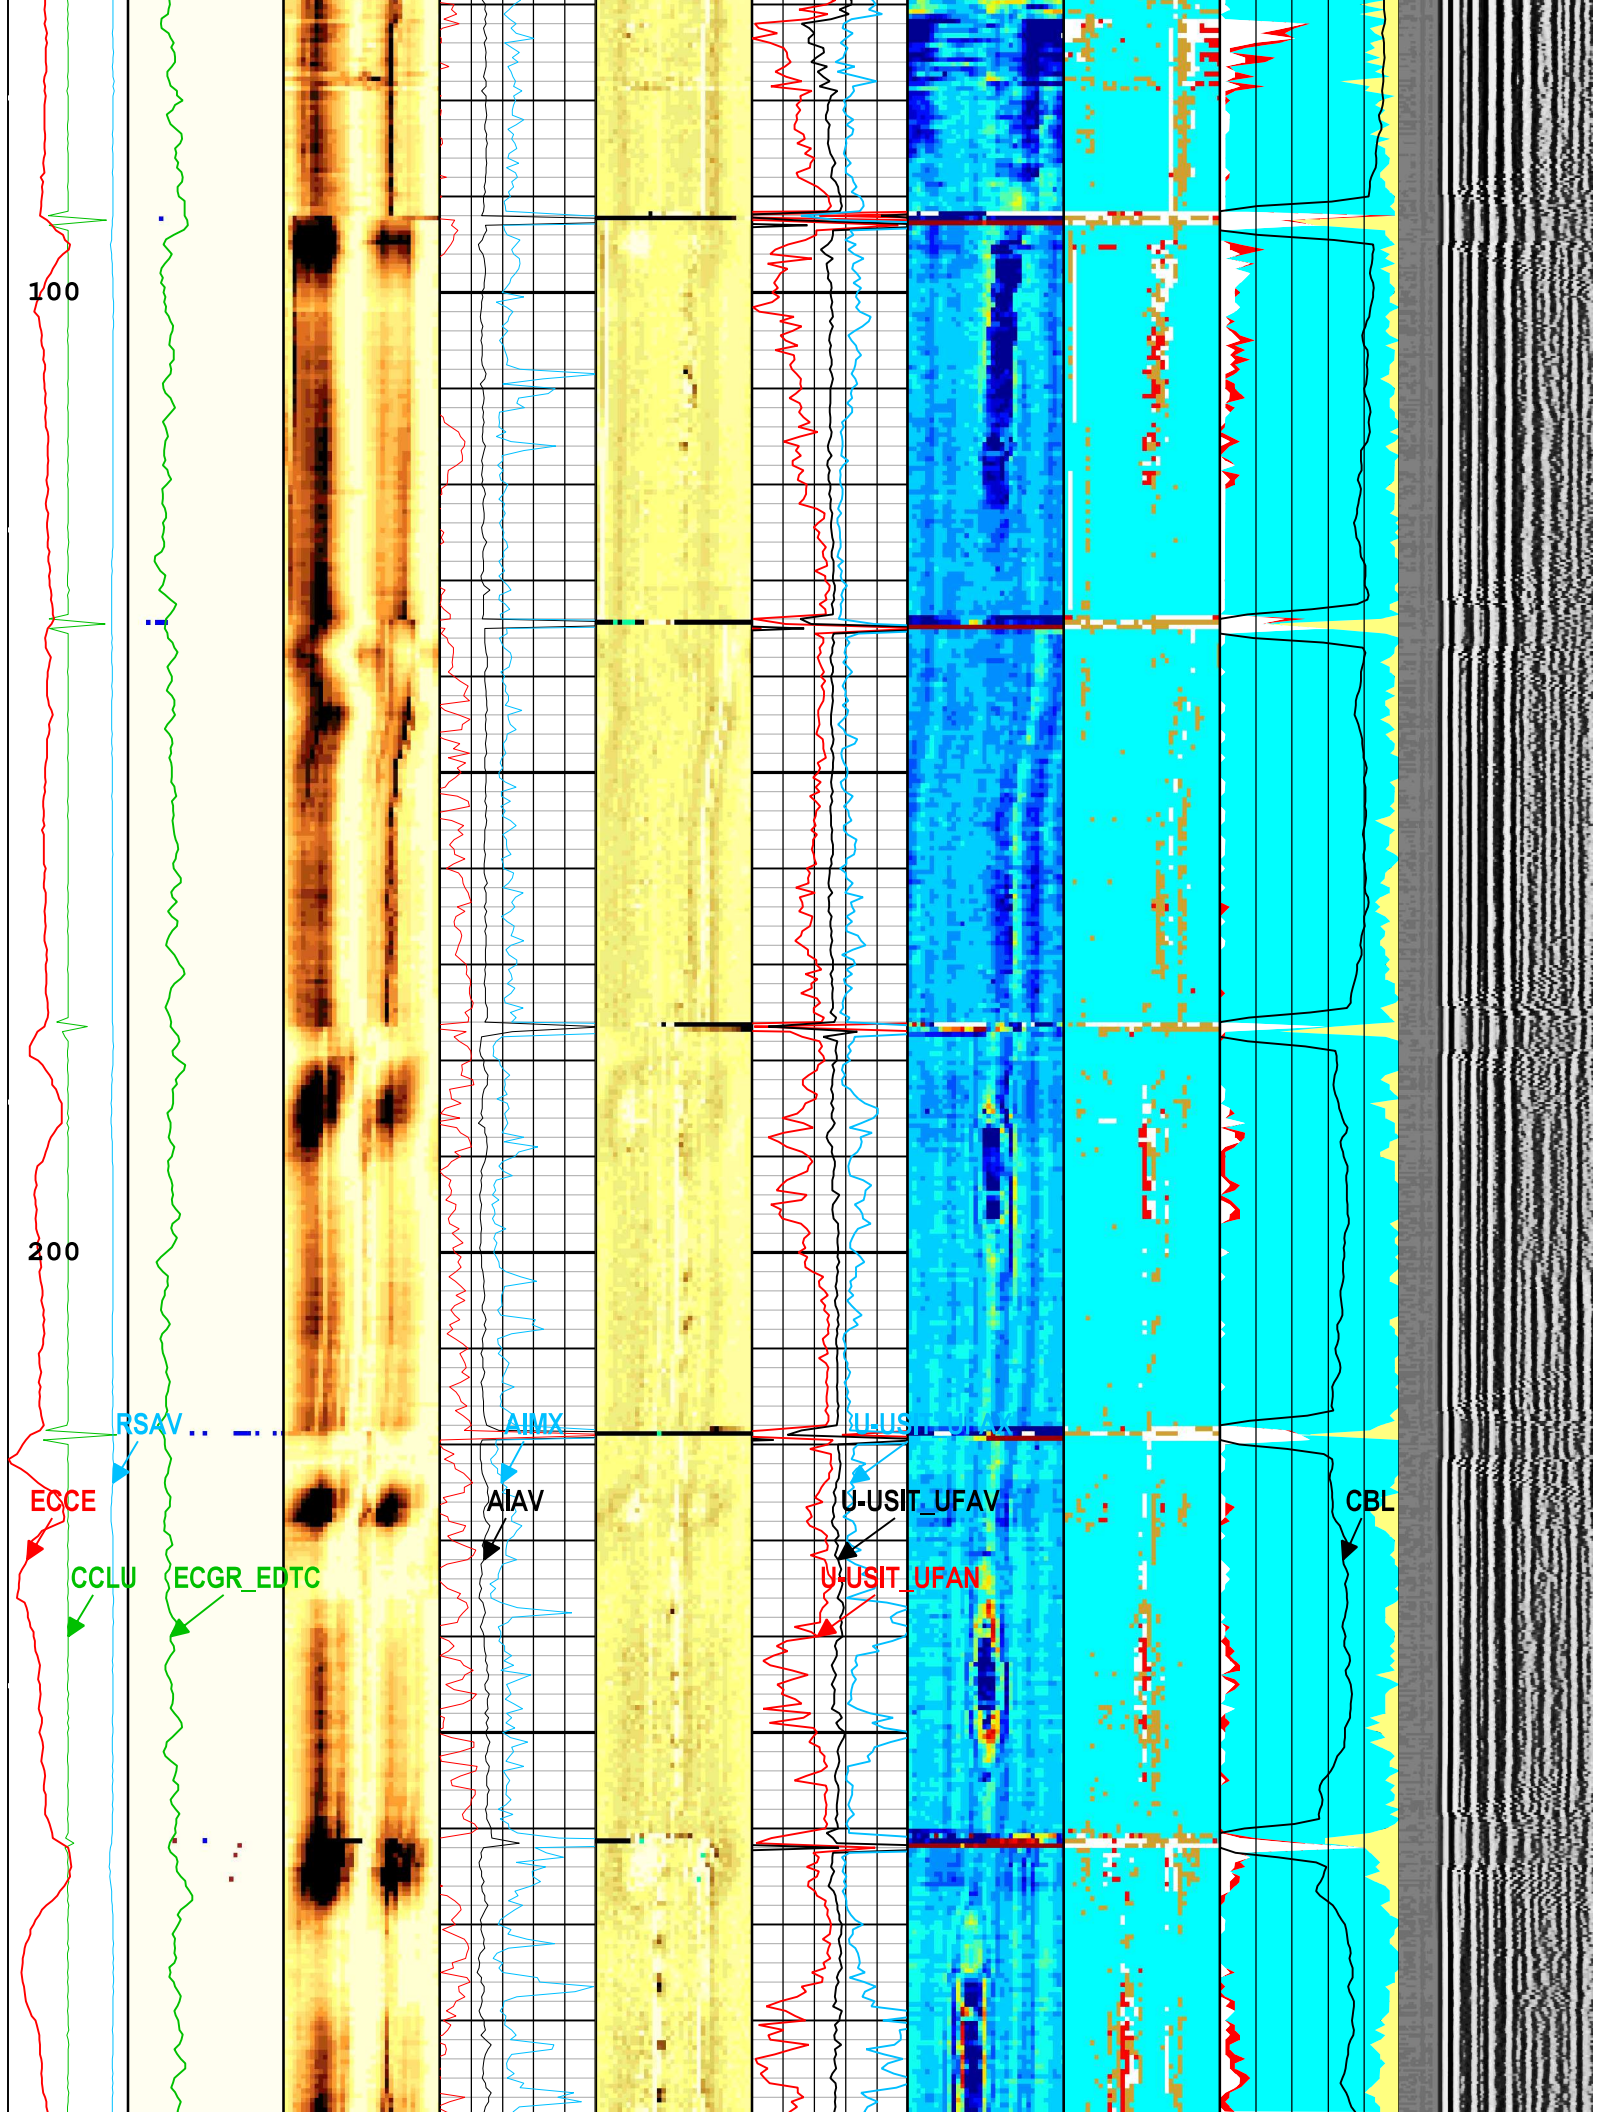 100
200
RSAV
AIMX
ECCE
AIAV
U-USIT_UFAV
CBL
CCLU
ECGR_EDTC
U-USIT_UFAN